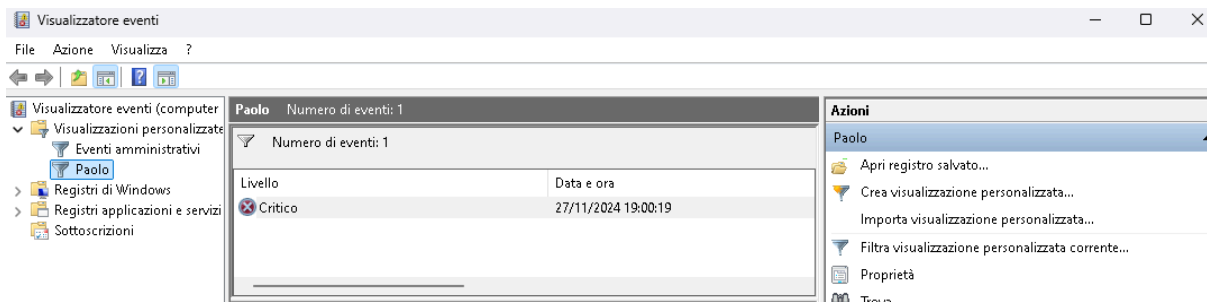 Visualizzatore eventi
File Azione Visualizza ?
Visualizzatore eventi (computer
Visualizzazioni personalizzate
Eventi amministrativi
Paolo
Registri di Windows
Registri applicazioni e servizi
Sottoscrizioni
Paolo Numero di eventi: 1
Numero di eventi: 1
Livello Data e ora
Critico 27/11/2024 19:00:19
Azioni
Paolo
Apri registro salvato...
Crea visualizzazione personalizzata...
Importa visualizzazione personalizzata...
Filtra visualizzazione personalizzata corrente...
Proprietà
Trova